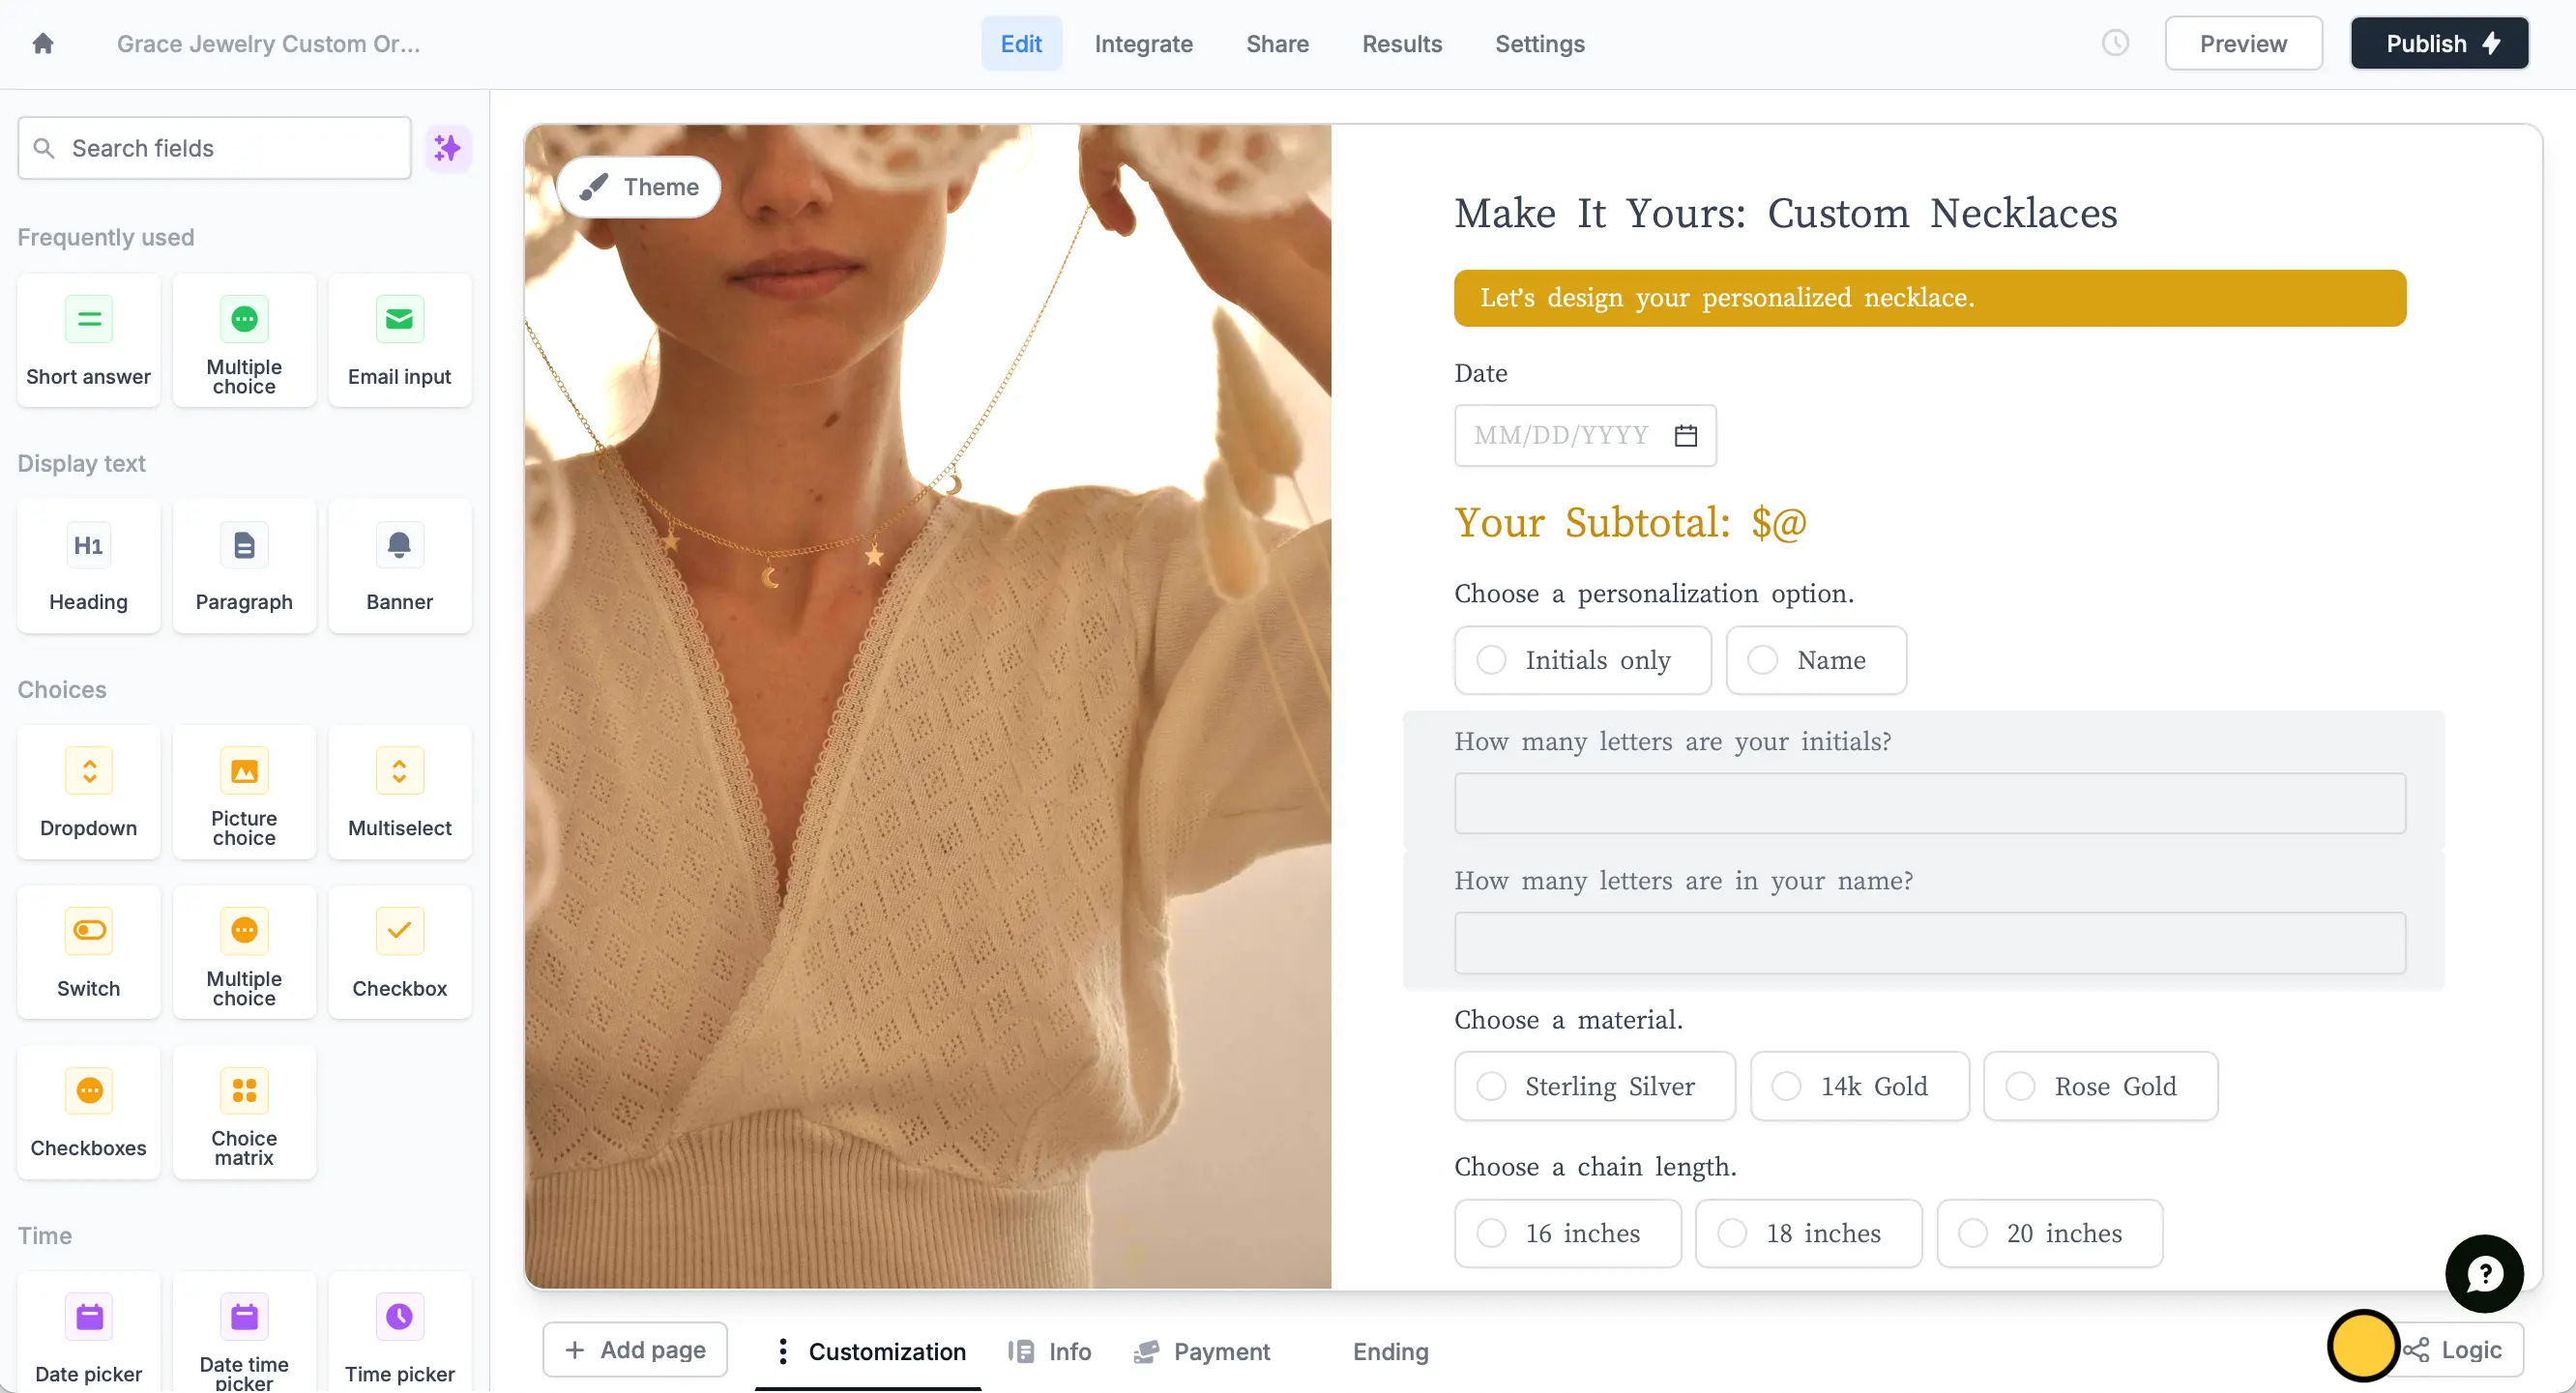 Grace Jewelry Custom Or...
Edit
Integrate
Share
Results
Settings
Preview
Publish
Search fields
Frequently used
Short answer
Multiple
choice
Email input
Display text
H1
Heading
Paragraph
Banner
Choices
Dropdown
Picture
choice
Multiselect
Switch
Multiple
choice
Checkbox
Checkboxes
Choice
matrix
Time
Date picker
Date time
picker
Time picker
Theme
Make It Yours: Custom Necklaces
Let’s design your personalized necklace.
Date
MM/DD/YYYY
Your Subtotal: $@
Choose a personalization option.
Initials only
Name
How many letters are your initials?
How many letters are in your name?
Choose a material.
Sterling Silver
14k Gold
Rose Gold
Choose a chain length.
16 inches
18 inches
20 inches
Add page
Customization
Info
Payment
Ending
Logic